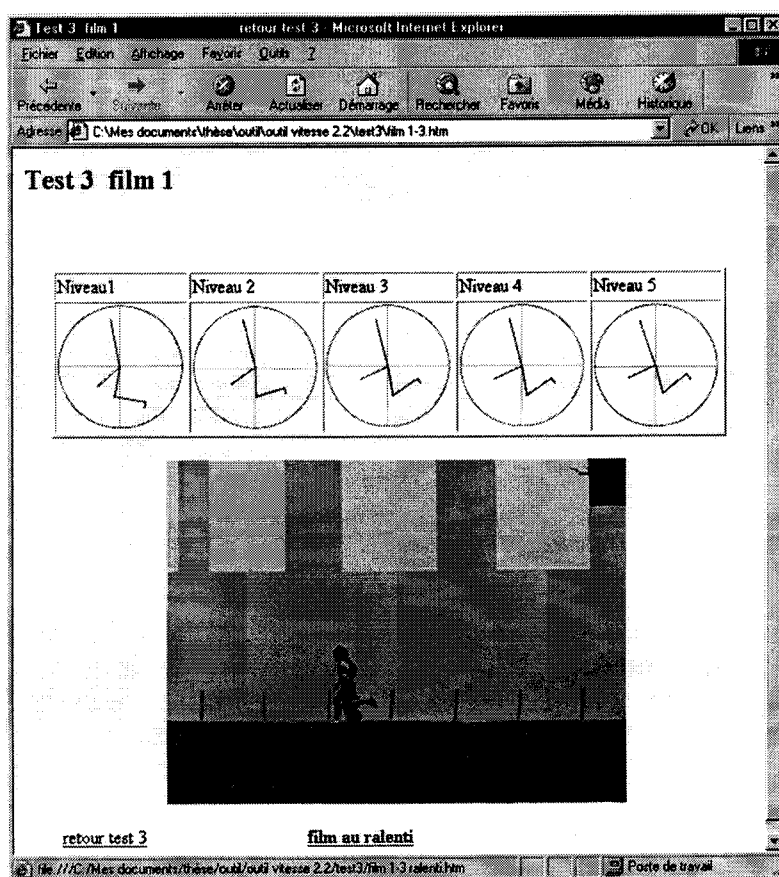 Test 3 film 1 retour test 3 - Microsoft Internet Explorer
Fichier Edition Affichage Favoris Outils ?
Précédente Suivante Arrêter Actualiser Démarrage Rechercher Favoris Média Historique »
Adresse C:\Mes documents\thèse\outil\outil vitesse 2.2\test3\film 1-3.htm OK Liens »
Test 3 film 1
Niveau1 Niveau 2 Niveau 3 Niveau 4 Niveau 5
retour test 3 film au ralenti
file:///C:/Mes documents/thèse/outil/outil vitesse 2.2/test3/film 1-3 ralenti.htm Poste de travail